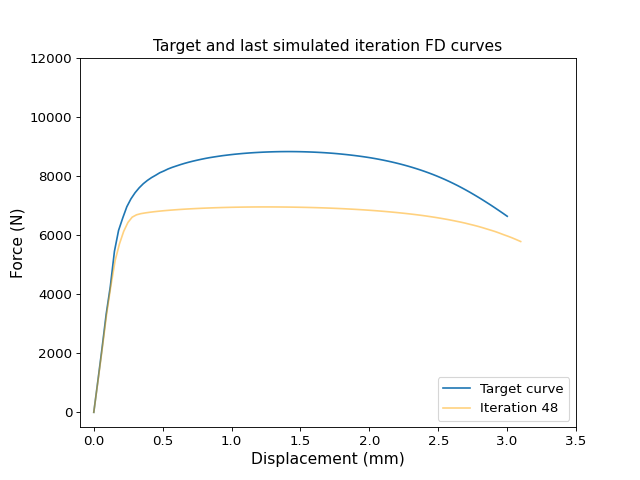 Target and last simulated iteration FD curves
12000
10000
8000
6000
4000
2000
0
Force (N)
0.0 0.5 1.0 1.5 2.0 2.5 3.0 3.5
Displacement (mm)
Target curve
Iteration 48